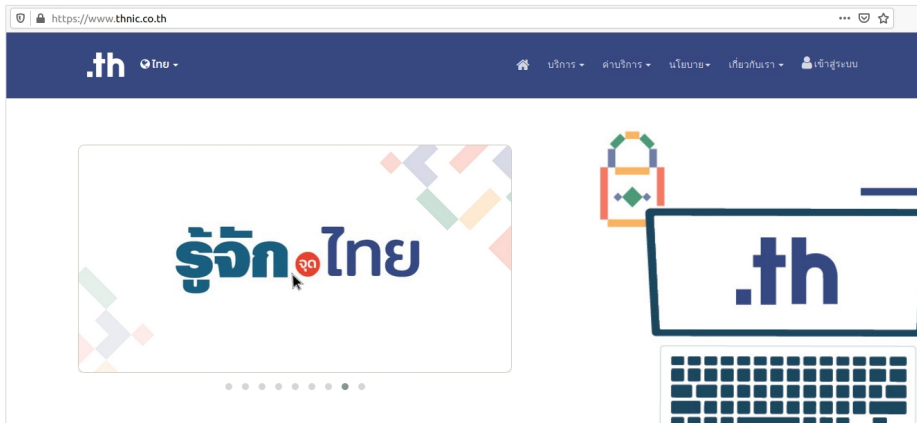 https://www.thnic.co.th
.th ไทย
บริการ ค่าบริการ นโยบาย เกี่ยวกับเรา เข้าสู่ระบบ
รู้จัก จุด ไทย
.th